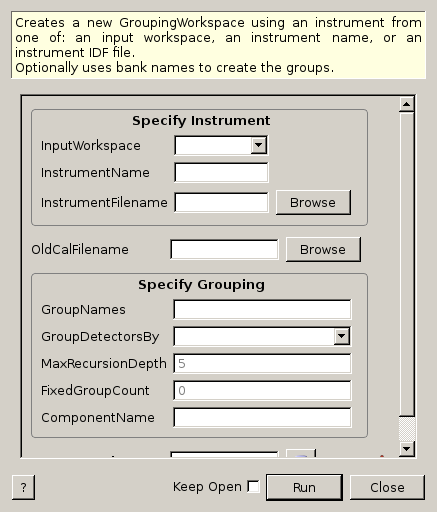 Creates a new GroupingWorkspace using an instrument from
one of: an input workspace, an instrument name, or an
instrument IDF file.
Optionally uses bank names to create the groups.
Specify Instrument
InputWorkspace
InstrumentName
InstrumentFilename Browse
OldCalFilename Browse
Specify Grouping
GroupNames
GroupDetectorsBy
MaxRecursionDepth 5
FixedGroupCount 0
ComponentName
? Keep Open Run Close